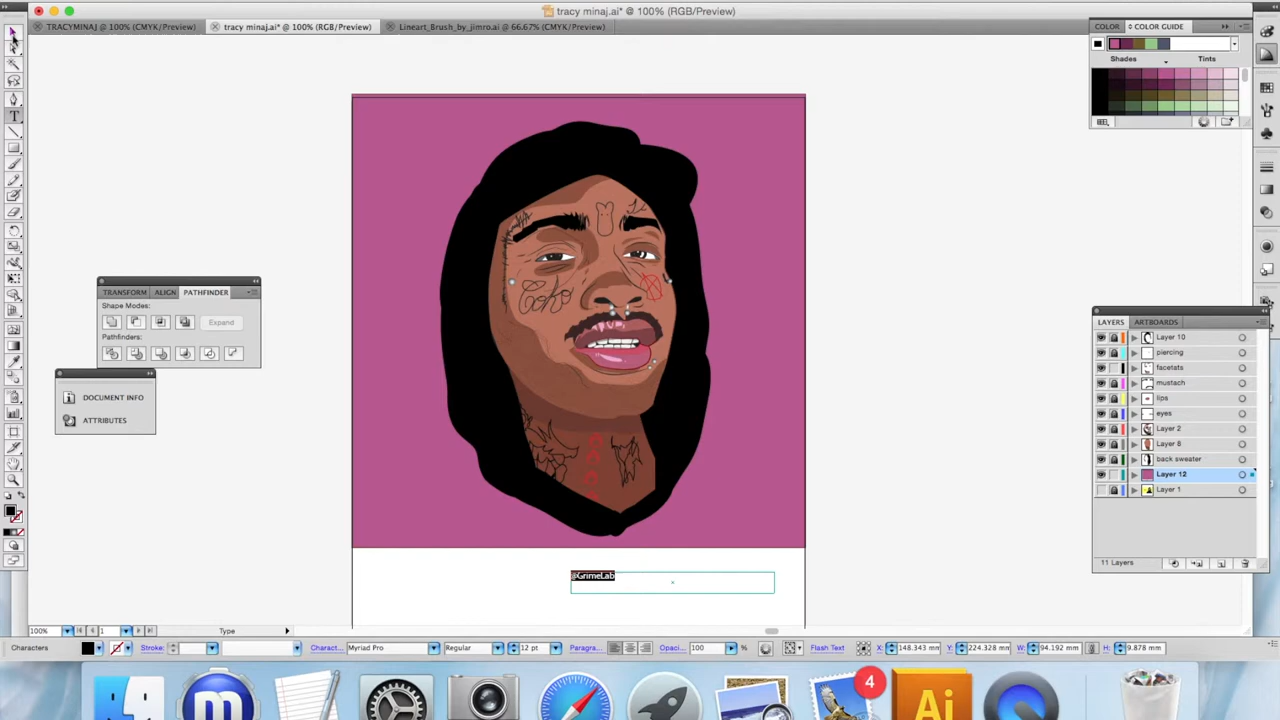 tracy minaj.ai* @ 100% (RGB/Preview)
TRACYMINAJ @ 100% (CMYK/Preview)
tracy minaj.ai* @ 100% (RGB/Preview)
Lineart_Brush_by_jimro.ai @ 66.67% (CMYK/Preview)
COLOR
COLOR GUIDE
Shades
Tints
TRANSFORM
ALIGN
PATHFINDER
Shape Modes:
Expand
Pathfinders:
DOCUMENT INFO
ATTRIBUTES
LAYERS
ARTBOARDS
Layer 10
piercing
facetats
mustach
lips
eyes
Layer 2
Layer 8
back sweater
Layer 12
Layer 1
11 Layers
Coko
@GrimeLab
100%
1
Type
Characters
Stroke:
Charact...
Myriad Pro
Regular
12 pt
Paragra...
Opaci...
100
%
Flash Text
X:
148.343 mm
Y:
224.328 mm
W:
94.192 mm
H:
9.878 mm
4
Ai